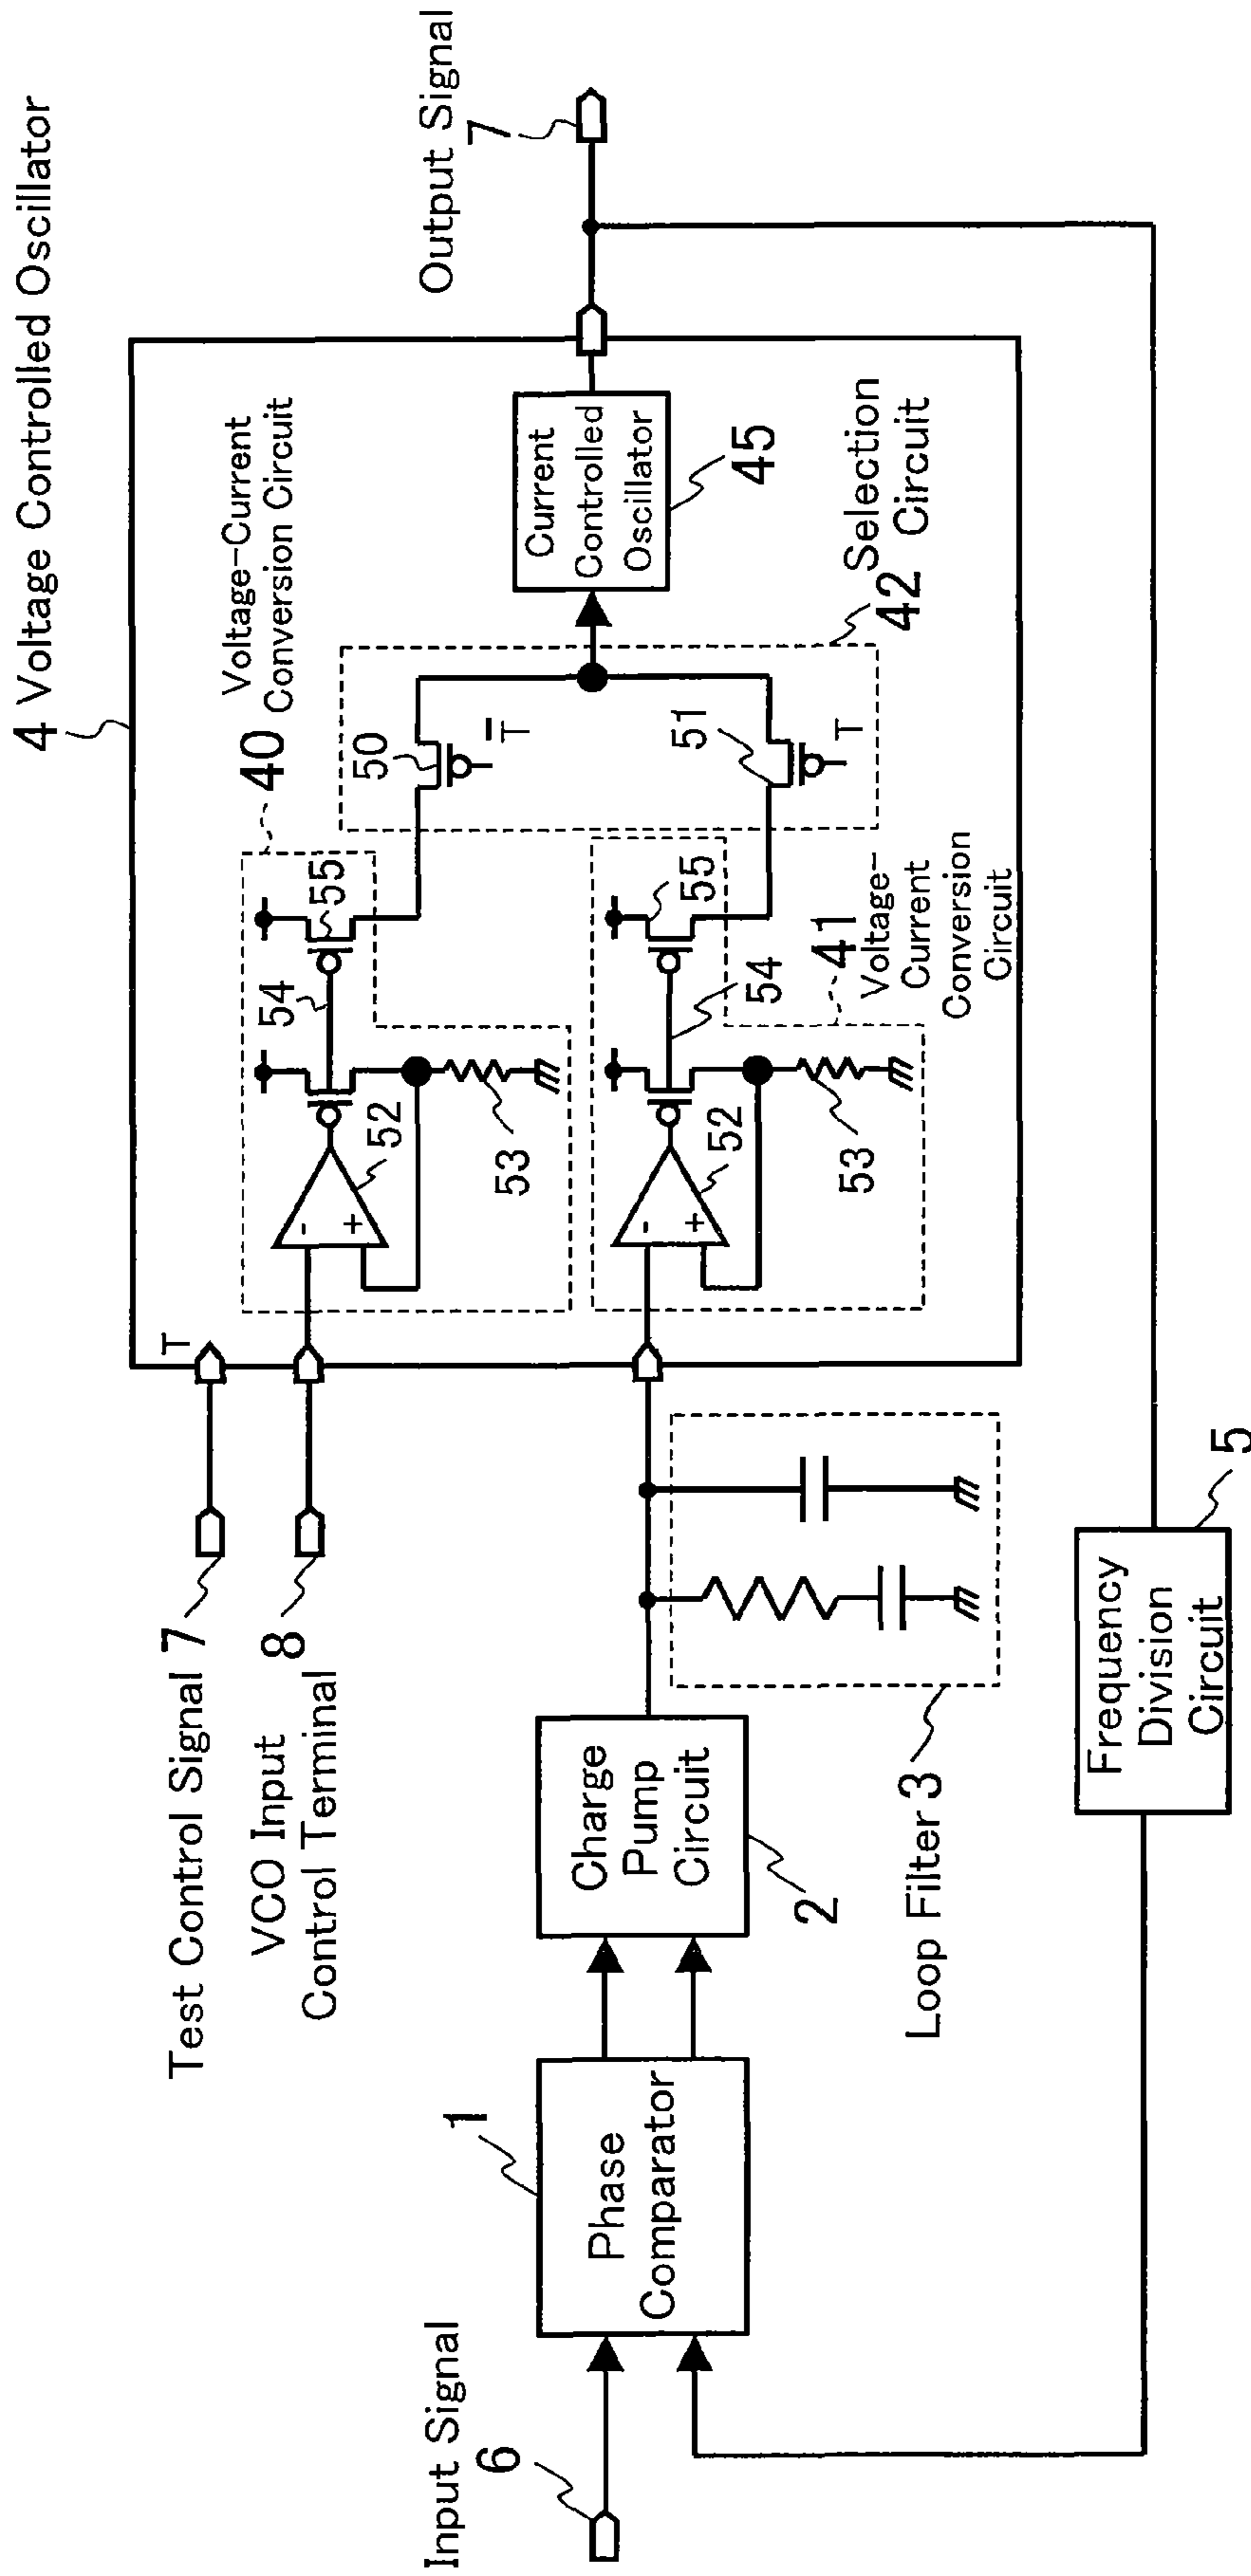 4 Voltage Controlled Oscillator
Test Control Signal 7
T
VCO Input
Control Terminal
8
40
Voltage-Current
Conversion Circuit
54
55
52
53
50
T̅
Output Signal
7
Input Signal
6
1
Phase
Comparator
Charge
Pump
Circuit
2
Loop Filter 3
-
+
52
53
54
55
-
+
41
Voltage-
Current
Conversion
Circuit
51
T
42
Selection
Circuit
Current
Controlled
Oscillator
45
Frequency
Division
Circuit
5